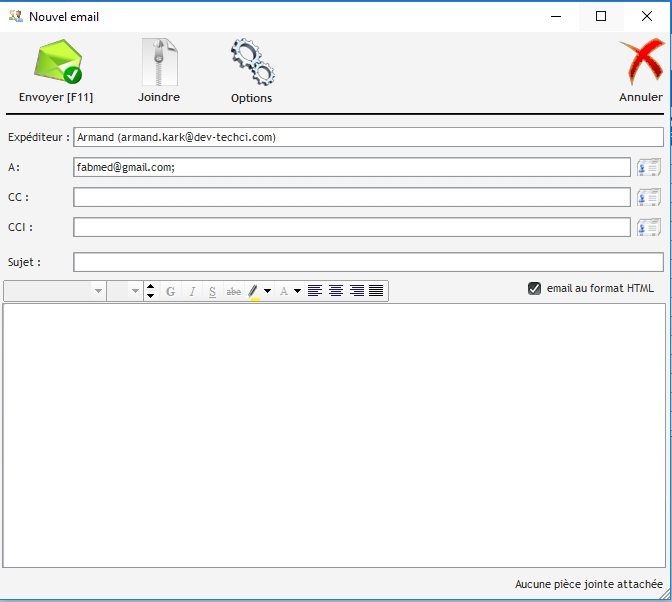 Nouvel email
Envoyer [F11] Joindre Options Annuler
Expéditeur : Armand (armand.kark@dev-techci.com)
A: fabmed@gmail.com;
CC :
CCI :
Sujet :
G I S abc A email au format HTML
Aucune pièce jointe attachée